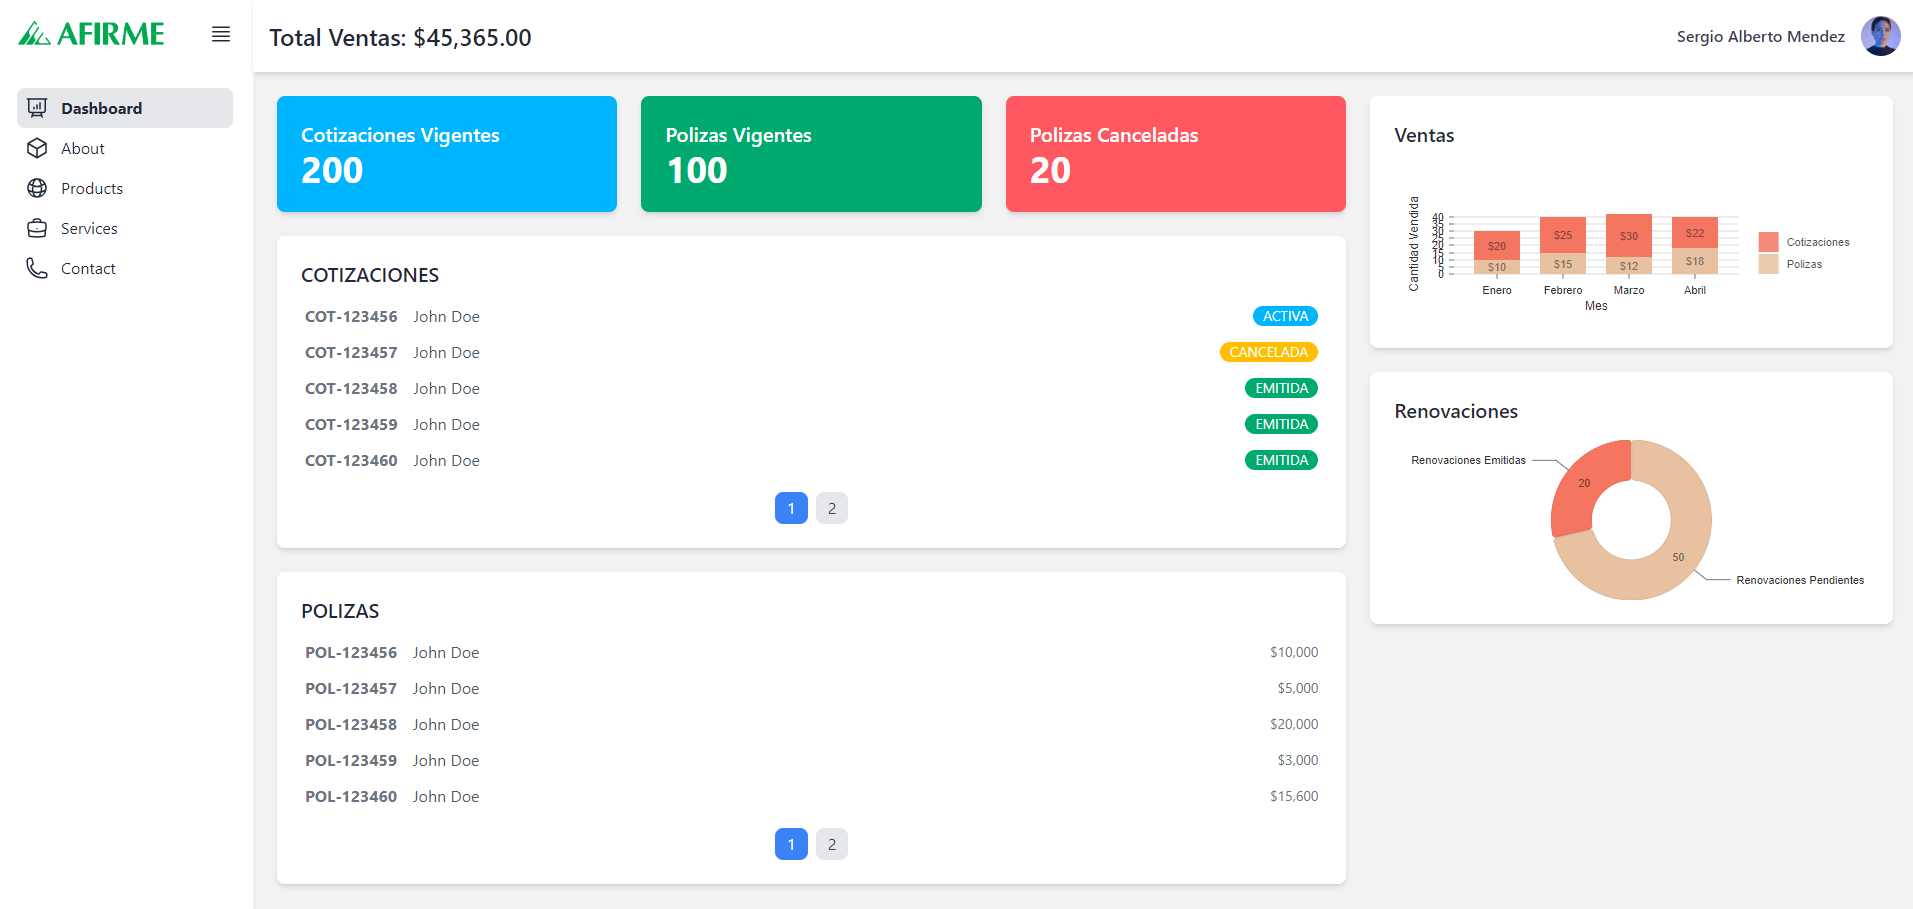 AFIRME
Total Ventas: $45,365.00
Sergio Alberto Mendez
Dashboard
About
Products
Services
Contact
Cotizaciones Vigentes
200
Polizas Vigentes
100
Polizas Canceladas
20
COTIZACIONES
COT-123456 John Doe ACTIVA
COT-123457 John Doe CANCELADA
COT-123458 John Doe EMITIDA
COT-123459 John Doe EMITIDA
COT-123460 John Doe EMITIDA
1 2
POLIZAS
POL-123456 John Doe $10,000
POL-123457 John Doe $5,000
POL-123458 John Doe $20,000
POL-123459 John Doe $3,000
POL-123460 John Doe $15,600
1 2
Ventas
Cantidad Vendida
40
35
30
25
20
15
10
5
0
$20 $25 $30 $22
$10 $15 $12 $18
Enero Febrero Marzo Abril
Mes
Cotizaciones
Polizas
Renovaciones
Renovaciones Emitidas
20
50
Renovaciones Pendientes